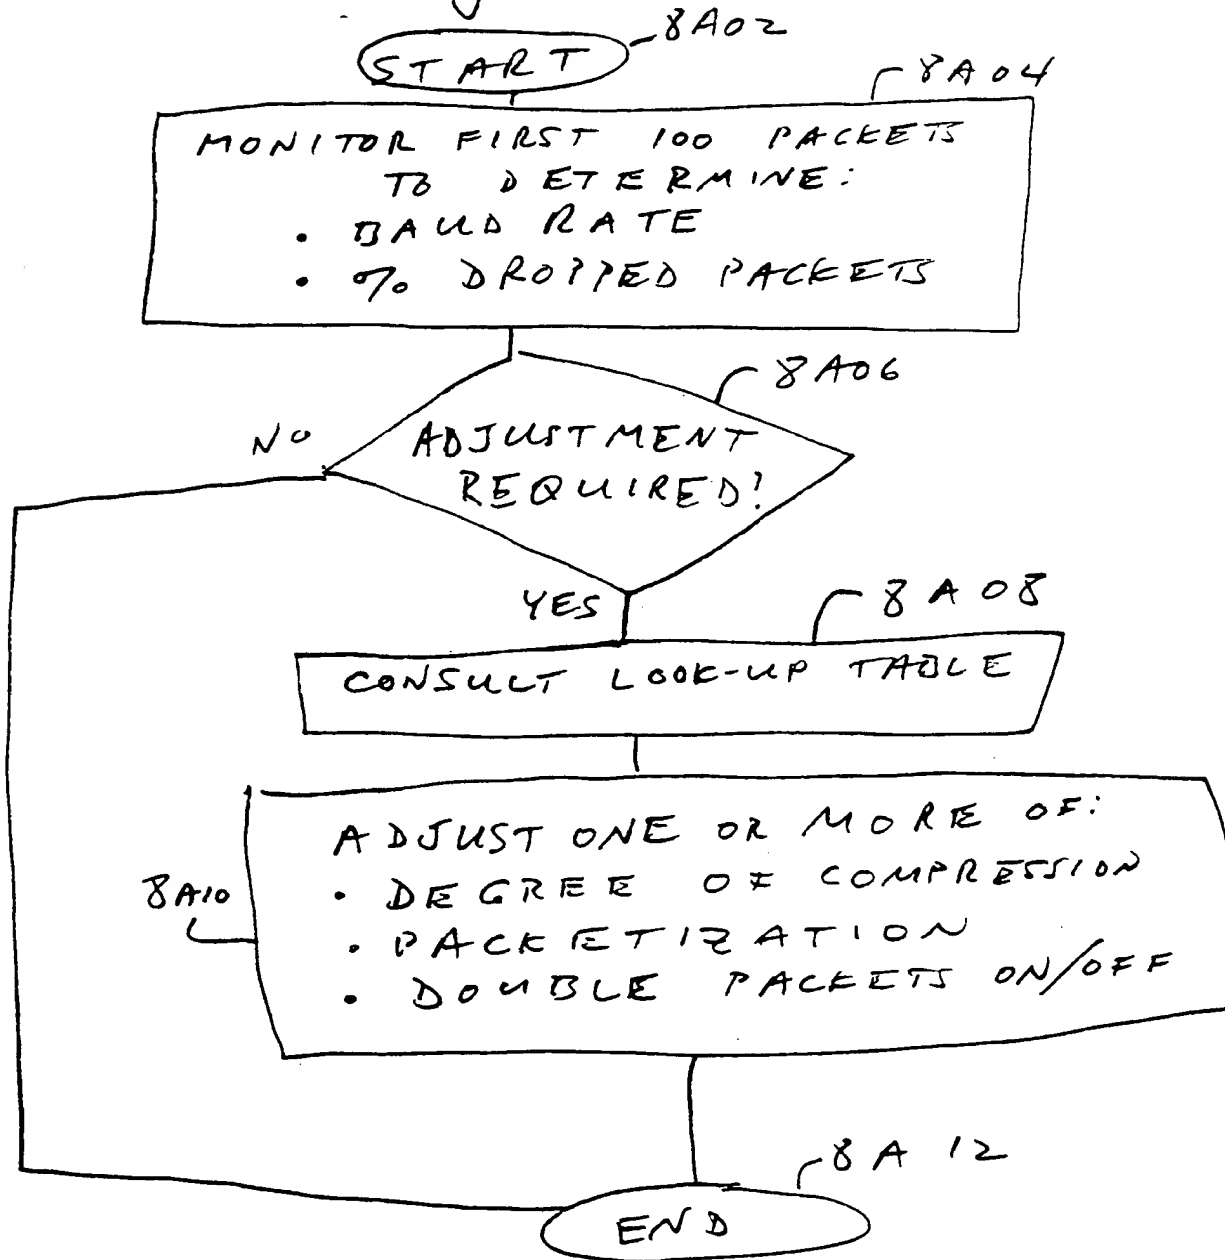 8A02
START
8A04
MONITOR FIRST 100 PACKETS
TO DETERMINE:
• BAUD RATE
• % DROPPED PACKETS
8A06
NO
ADJUSTMENT
REQUIRED?
YES
8A08
CONSULT LOOK-UP TABLE
ADJUST ONE OR MORE OF:
8A10
• DEGREE OF COMPRESSION
• PACKETIZATION
• DOUBLE PACKETS ON/OFF
8A12
END